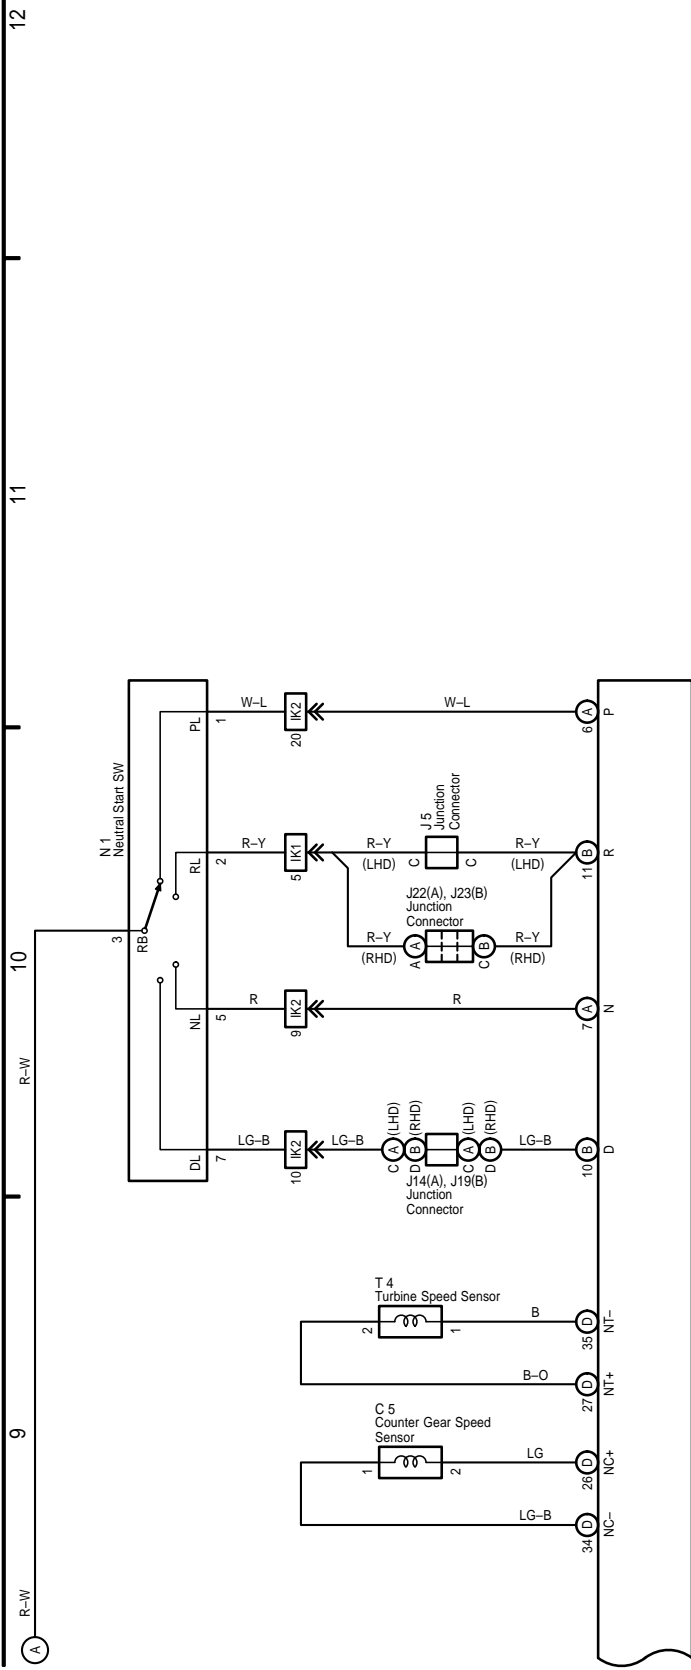 12
11
10
9
A
R–W
R–W
N 1
Neutral Start SW
3
RB
PL
1
W–L
20
IK2
W–L
6
A
P
RL
2
R–Y
5
IK1
R–Y
(LHD)
C
J 5
Junction
Connector
C
R–Y
(LHD)
11
B
R
R–Y
(RHD)
A
A
J22(A), J23(B)
Junction
Connector
B
C
R–Y
(RHD)
NL
5
R
9
IK2
R
7
A
N
DL
7
LG–B
10
IK2
LG–B
C
A
(LHD)
D
B
(RHD)
J14(A), J19(B)
Junction
Connector
C
A
(LHD)
D
B
(RHD)
LG–B
10
B
D
T 4
Turbine Speed Sensor
2
1
B
35
D
NT–
B–O
27
D
NT+
C 5
Counter Gear Speed
Sensor
1
2
LG
26
D
NC+
LG–B
34
D
NC–